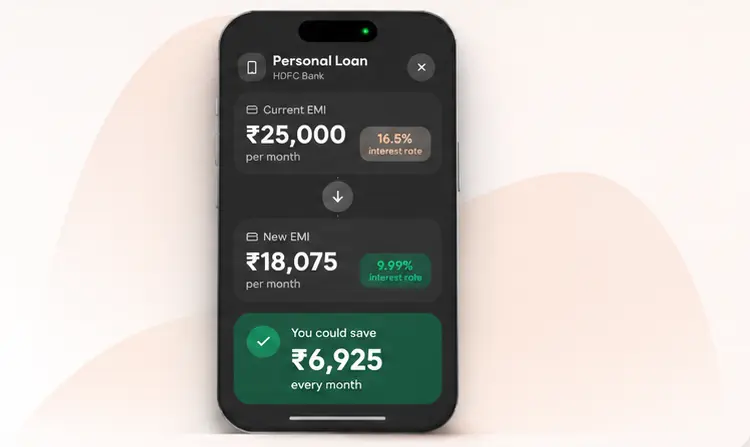 Personal Loan
HDFC Bank
Current EMI
₹25,000
per month
16.5%
interest rate
New EMI
₹18,075
per month
9.99%
interest rate
You could save
₹6,925
every month